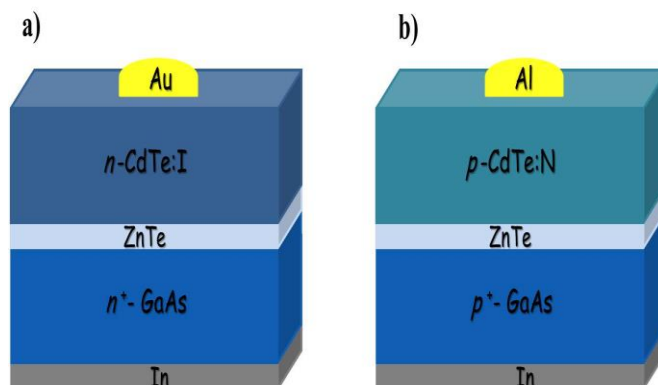 a)
Au
n-CdTe:I
ZnTe
n⁺- GaAs
In
b)
Al
p-CdTe:N
ZnTe
p⁺- GaAs
In